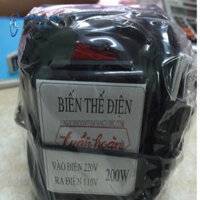 BIẾN THẾ ĐIỆN
Tuấn hoàn
VÀO ĐIỆN 220V
RA ĐIỆN 110V
200W